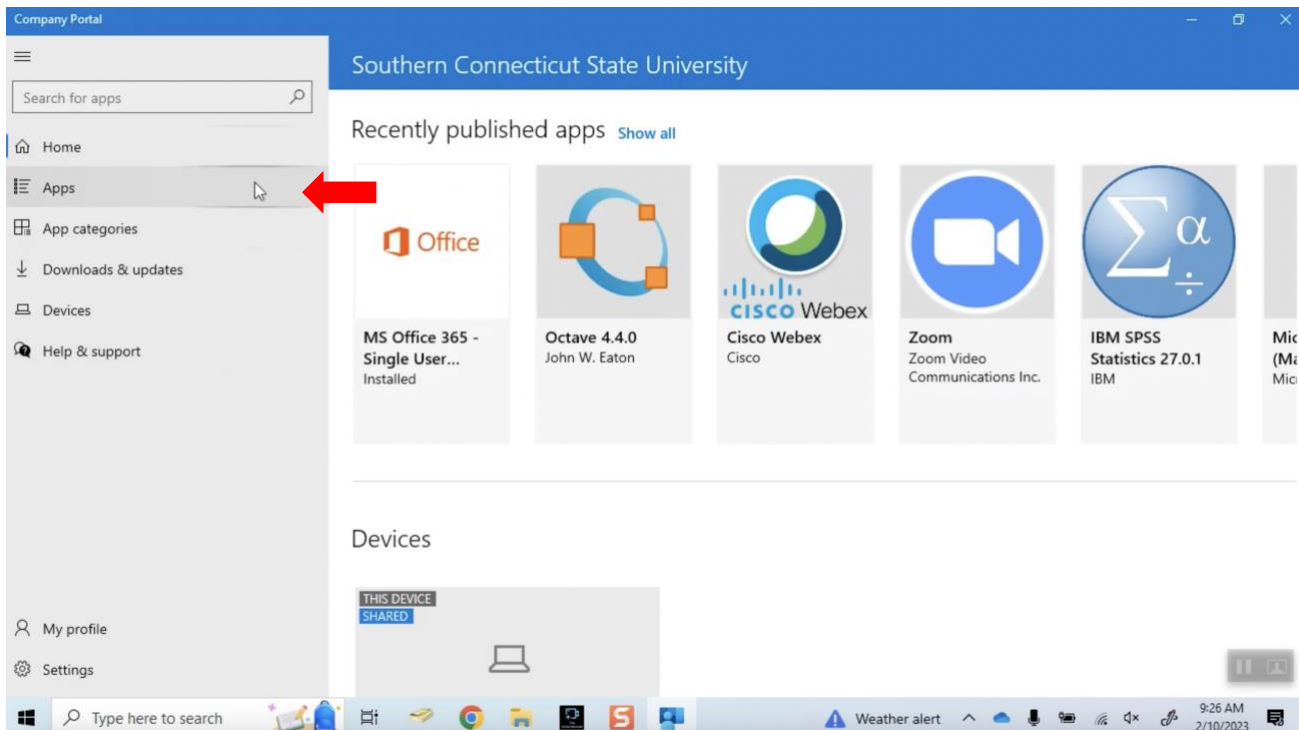 Company Portal
Southern Connecticut State University
Search for apps
Home
Apps
App categories
Downloads & updates
Devices
Help & support
My profile
Settings
Recently published apps Show all
Office
MS Office 365 -
Single User...
Installed
Octave 4.4.0
John W. Eaton
CISCO Webex
Cisco Webex
Cisco
Zoom
Zoom Video
Communications Inc.
Σ α ÷
IBM SPSS
Statistics 27.0.1
IBM
Devices
THIS DEVICE
SHARED
Type here to search
Weather alert
9:26 AM
2/10/2023